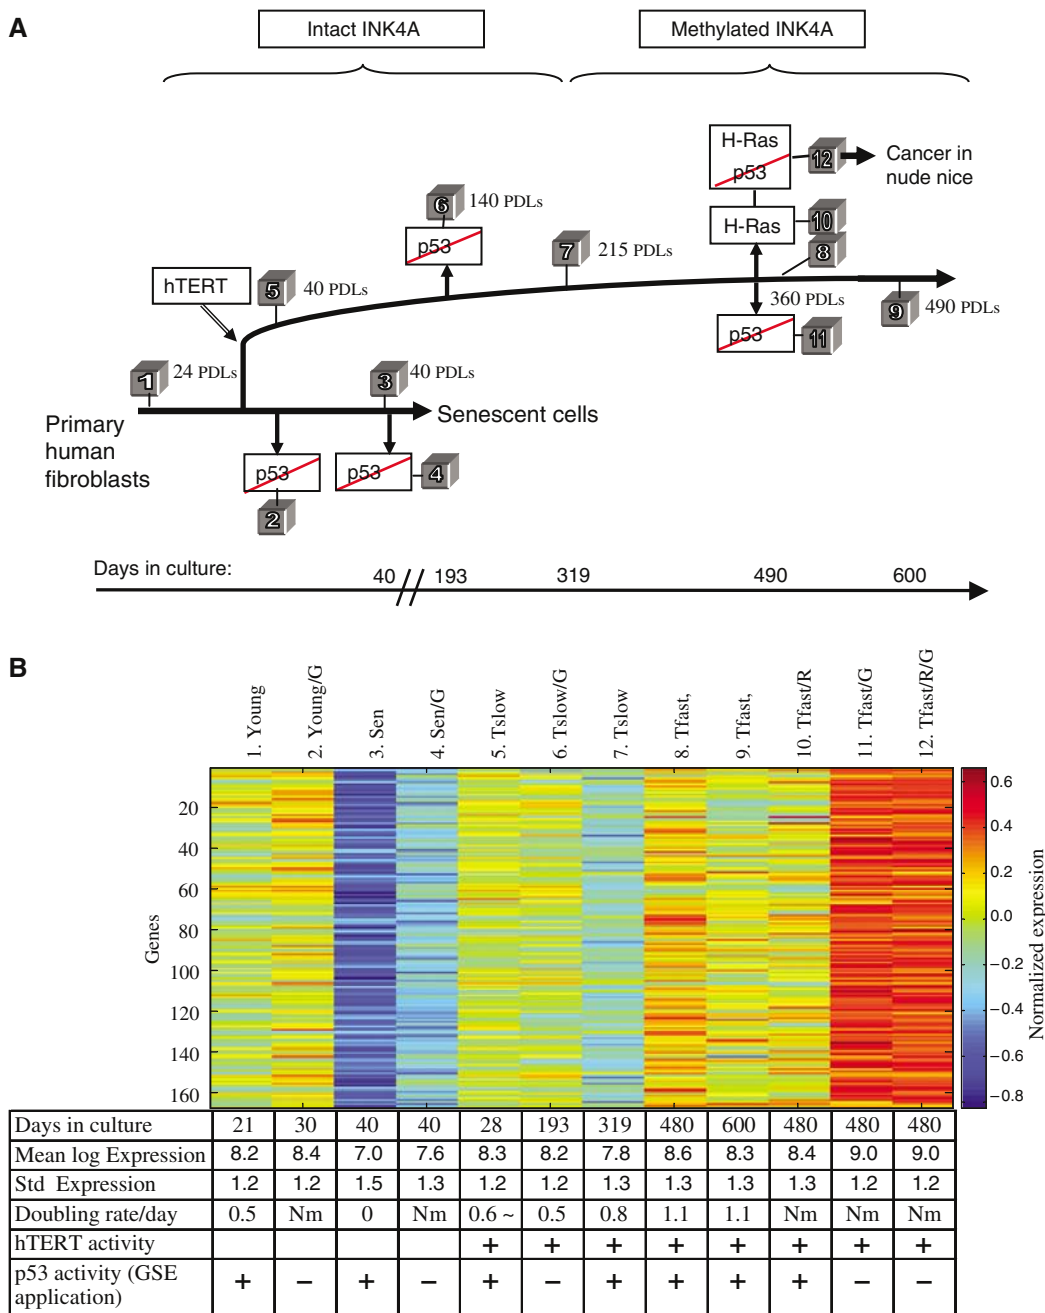 A
Intact INK4A
Methylated INK4A
H-Ras
p53
12
Cancer in
nude nice
6
140 PDLs
p53
H-Ras
10
8
7
215 PDLs
hTERT
5
40 PDLs
360 PDLs
9
490 PDLs
p53
11
1
24 PDLs
3
40 PDLs
Primary
human
fibroblasts
Senescent cells
p53
2
p53
4
Days in culture:
40
193
319
490
600
B
1. Young
2. Young/G
3. Sen
4. Sen/G
5. Tslow
6. Tslow/G
7. Tslow
8. Tfast,
9. Tfast,
10. Tfast/R
11. Tfast/G
12. Tfast/R/G
Genes
20
40
60
80
100
120
140
160
0.6
0.4
0.2
0.0
−0.2
−0.4
−0.6
−0.8
Normalized expression
Days in culture 21 30 40 40 28 193 319 480 600 480 480 480
Mean log Expression 8.2 8.4 7.0 7.6 8.3 8.2 7.8 8.6 8.3 8.4 9.0 9.0
Std Expression 1.2 1.2 1.5 1.3 1.2 1.2 1.3 1.3 1.3 1.3 1.2 1.2
Doubling rate/day 0.5 Nm 0 Nm 0.6 ~ 0.5 0.8 1.1 1.1 Nm Nm Nm
hTERT activity + + + + + + + +
p53 activity (GSE
application) + − + − + − + + + + − −